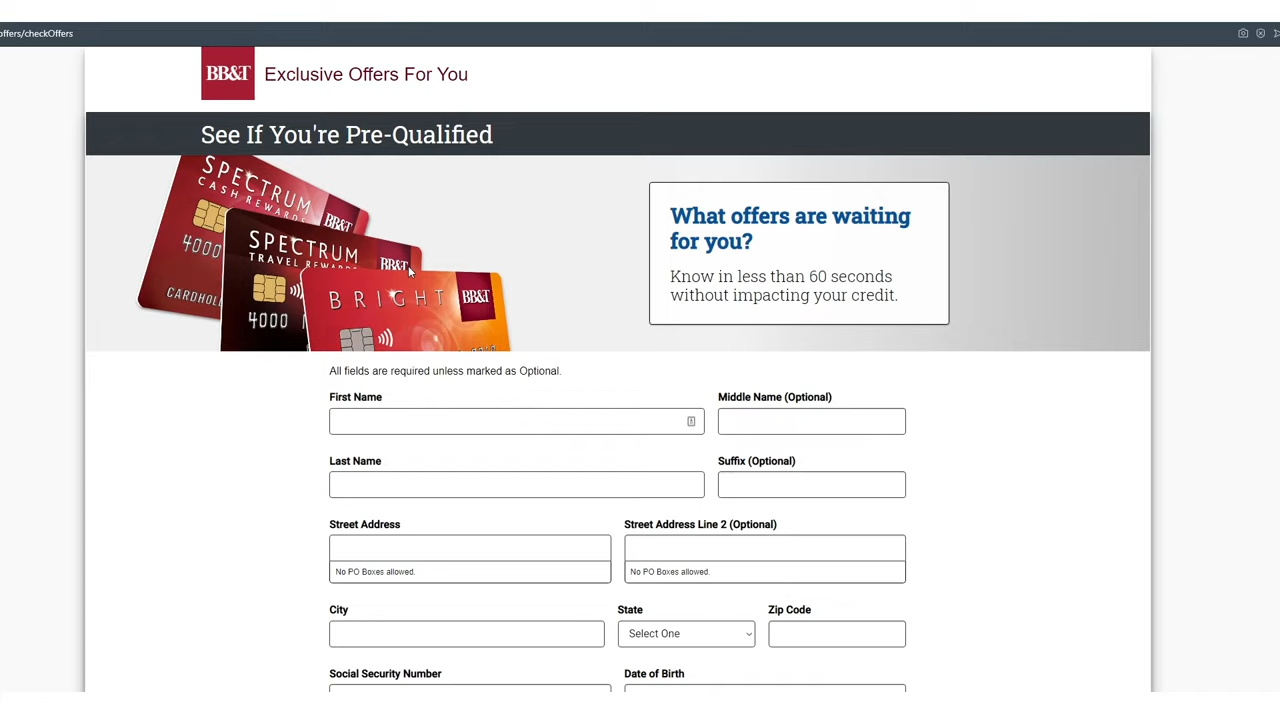 offers/checkOffers
BB&T Exclusive Offers For You
See If You're Pre-Qualified
SPECTRUM
CASH REWARDS
BB&T
4000
CARDHOL
SPECTRUM
TRAVEL REWARDS
BB&T
4000
BRIGHT
BB&T
What offers are waiting
for you?
Know in less than 60 seconds
without impacting your credit.
All fields are required unless marked as Optional.
First Name Middle Name (Optional)
Last Name Suffix (Optional)
Street Address Street Address Line 2 (Optional)
No PO Boxes allowed. No PO Boxes allowed.
City State Zip Code
Select One
Social Security Number Date of Birth